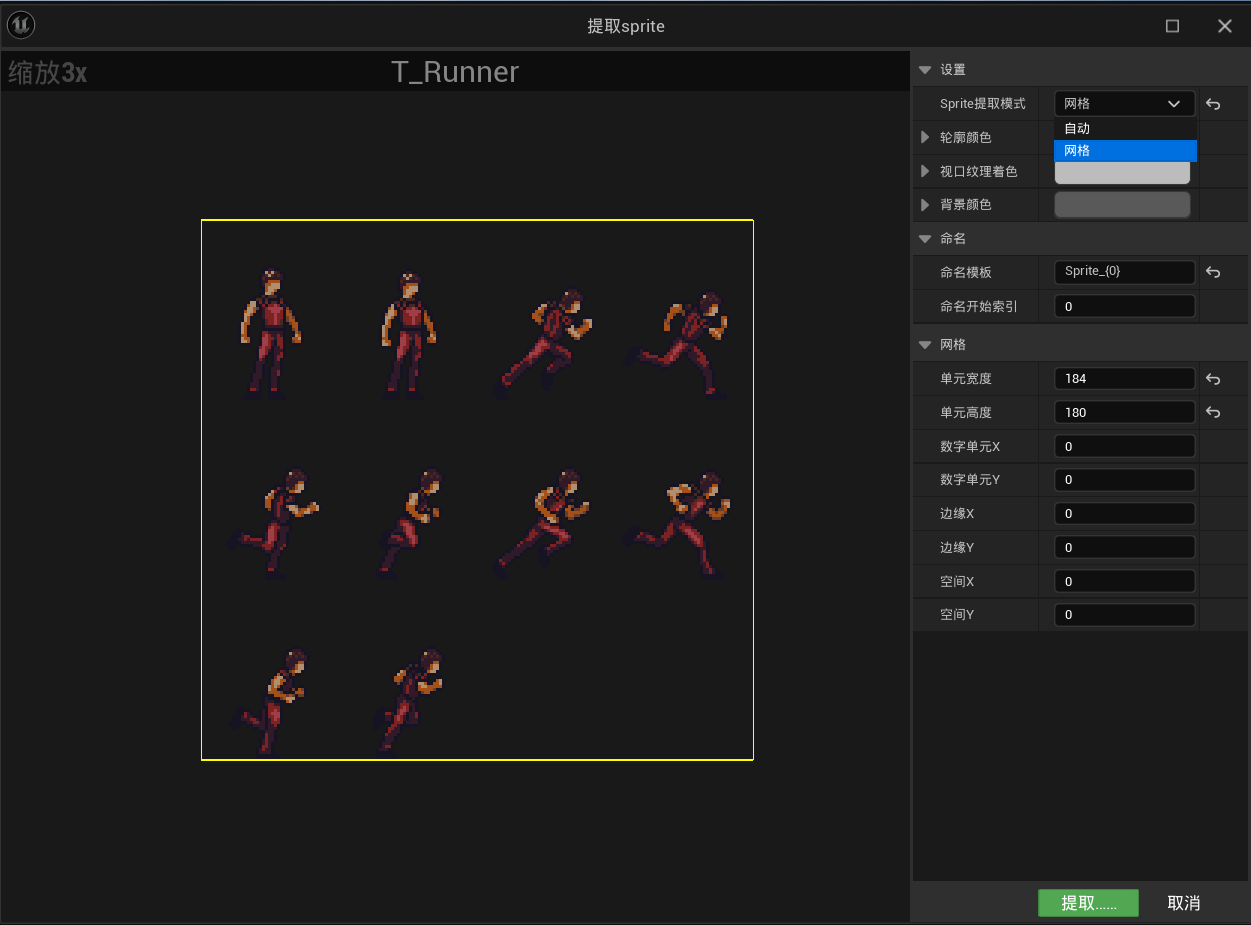 提取sprite
缩放3x
T_Runner
设置
Sprite提取模式
网格
自动
网格
轮廓颜色
视口纹理着色
背景颜色
命名
命名模板
Sprite_{0}
命名开始索引
0
网格
单元宽度
184
单元高度
180
数字单元X
0
数字单元Y
0
边缘X
0
边缘Y
0
空间X
0
空间Y
0
提取......
取消